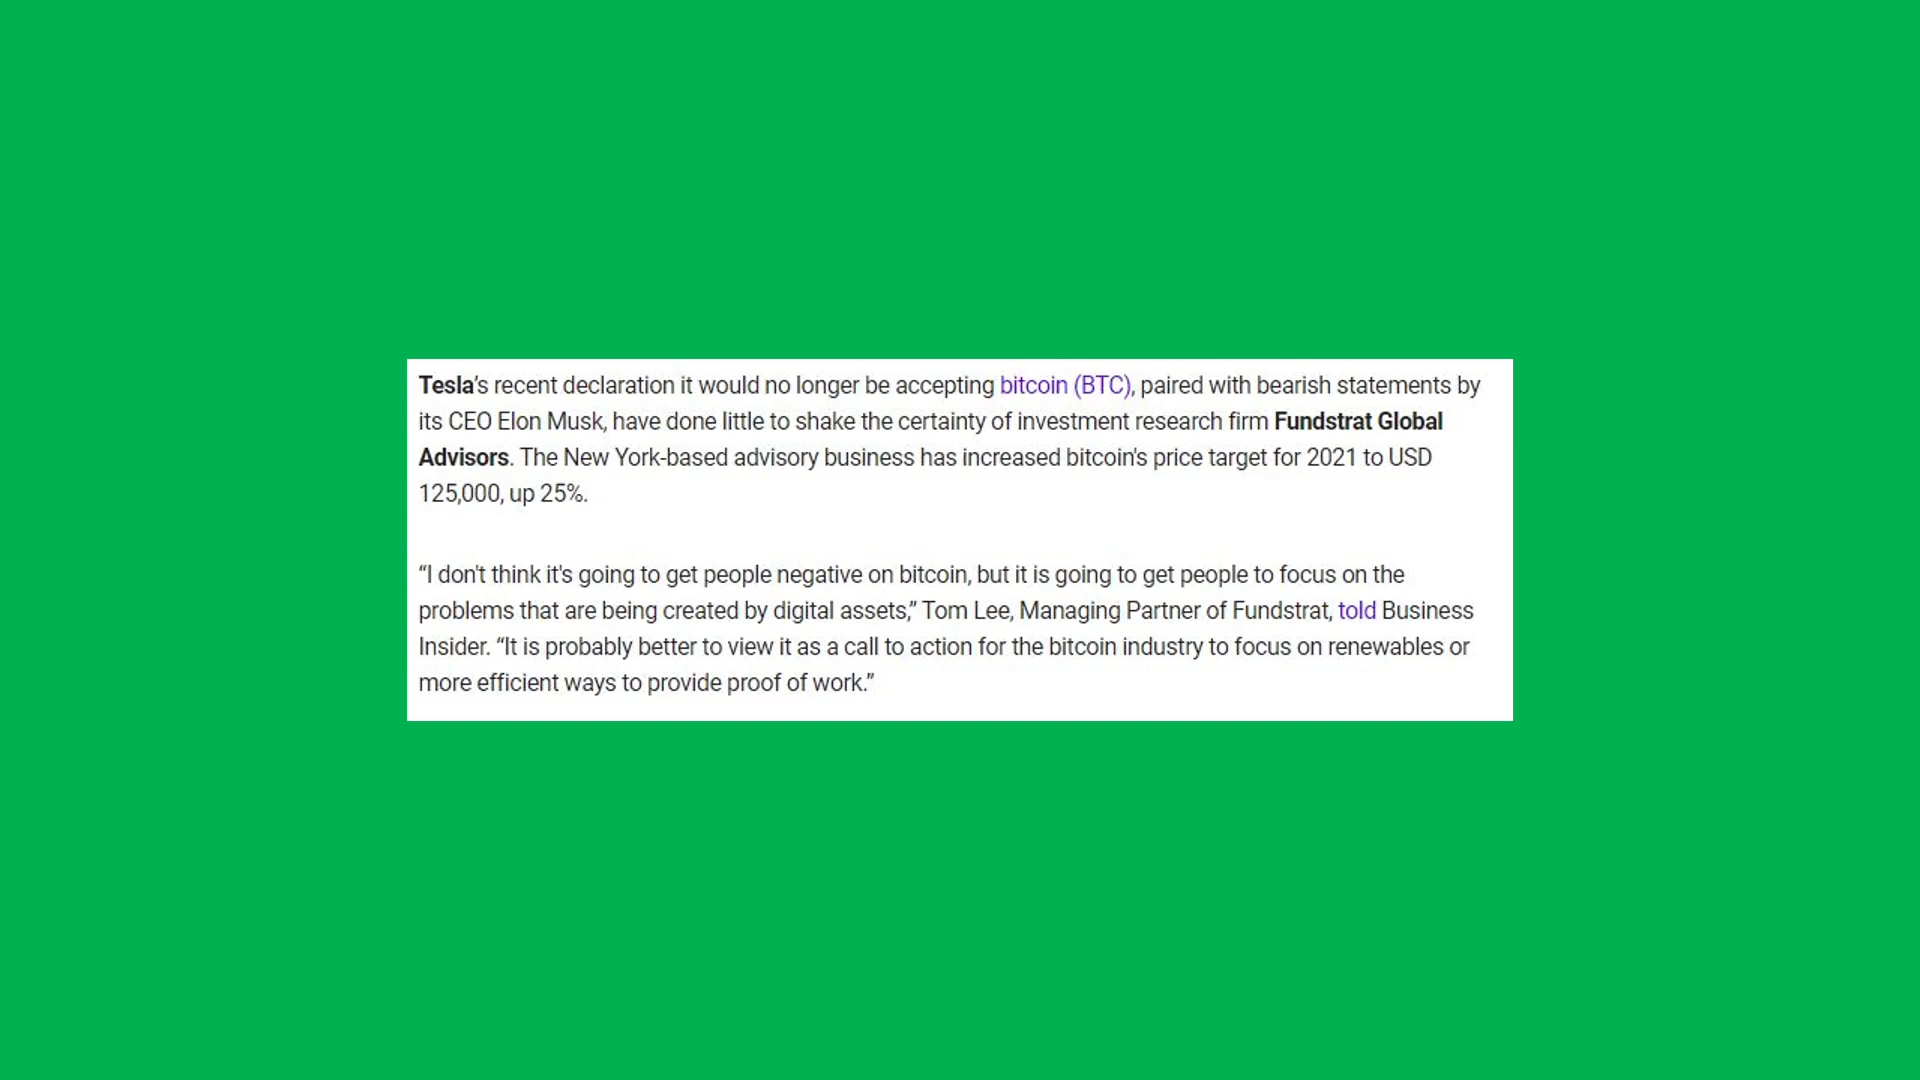 Tesla's recent declaration it would no longer be accepting bitcoin (BTC), paired with bearish statements by
its CEO Elon Musk, have done little to shake the certainty of investment research firm Fundstrat Global
Advisors. The New York-based advisory business has increased bitcoin's price target for 2021 to USD
125,000, up 25%.
“I don't think it's going to get people negative on bitcoin, but it is going to get people to focus on the
problems that are being created by digital assets,” Tom Lee, Managing Partner of Fundstrat, told Business
Insider. “It is probably better to view it as a call to action for the bitcoin industry to focus on renewables or
more efficient ways to provide proof of work.”